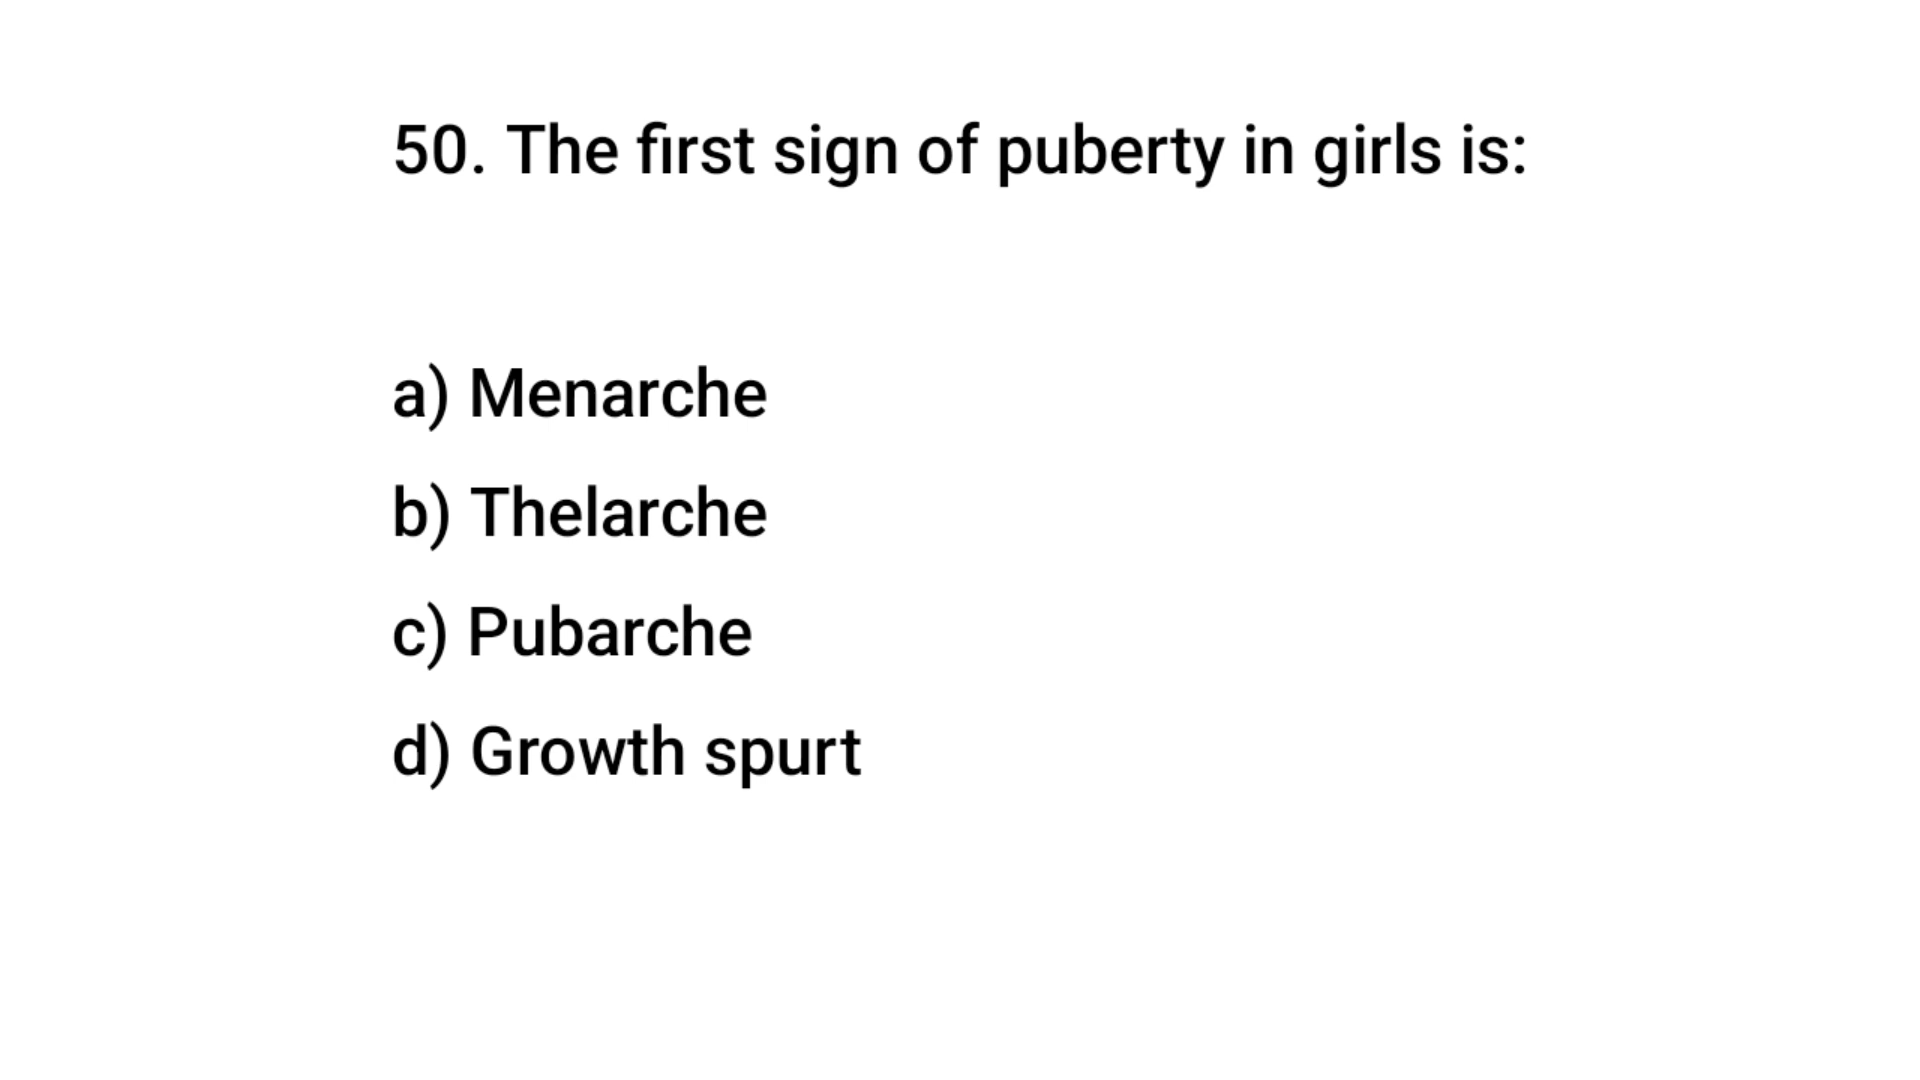 50. The first sign of puberty in girls is:
a) Menarche
b) Thelarche
c) Pubarche
d) Growth spurt